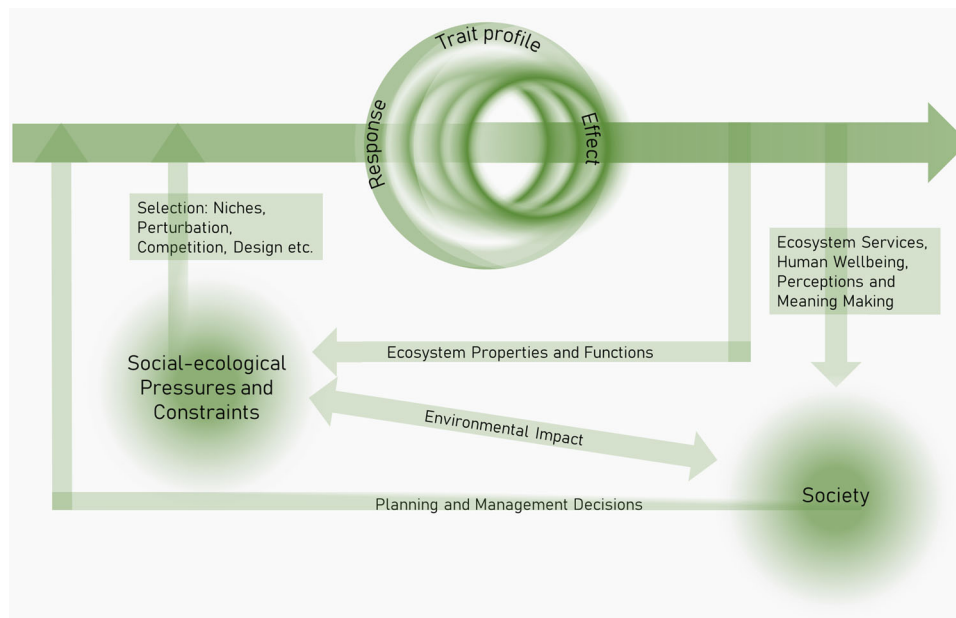 Trait profile
Response
Effect
Selection: Niches,
Perturbation,
Competition, Design etc.
Ecosystem Services,
Human Wellbeing,
Perceptions and
Meaning Making
Ecosystem Properties and Functions
Social-ecological
Pressures and
Constraints
Environmental Impact
Society
Planning and Management Decisions